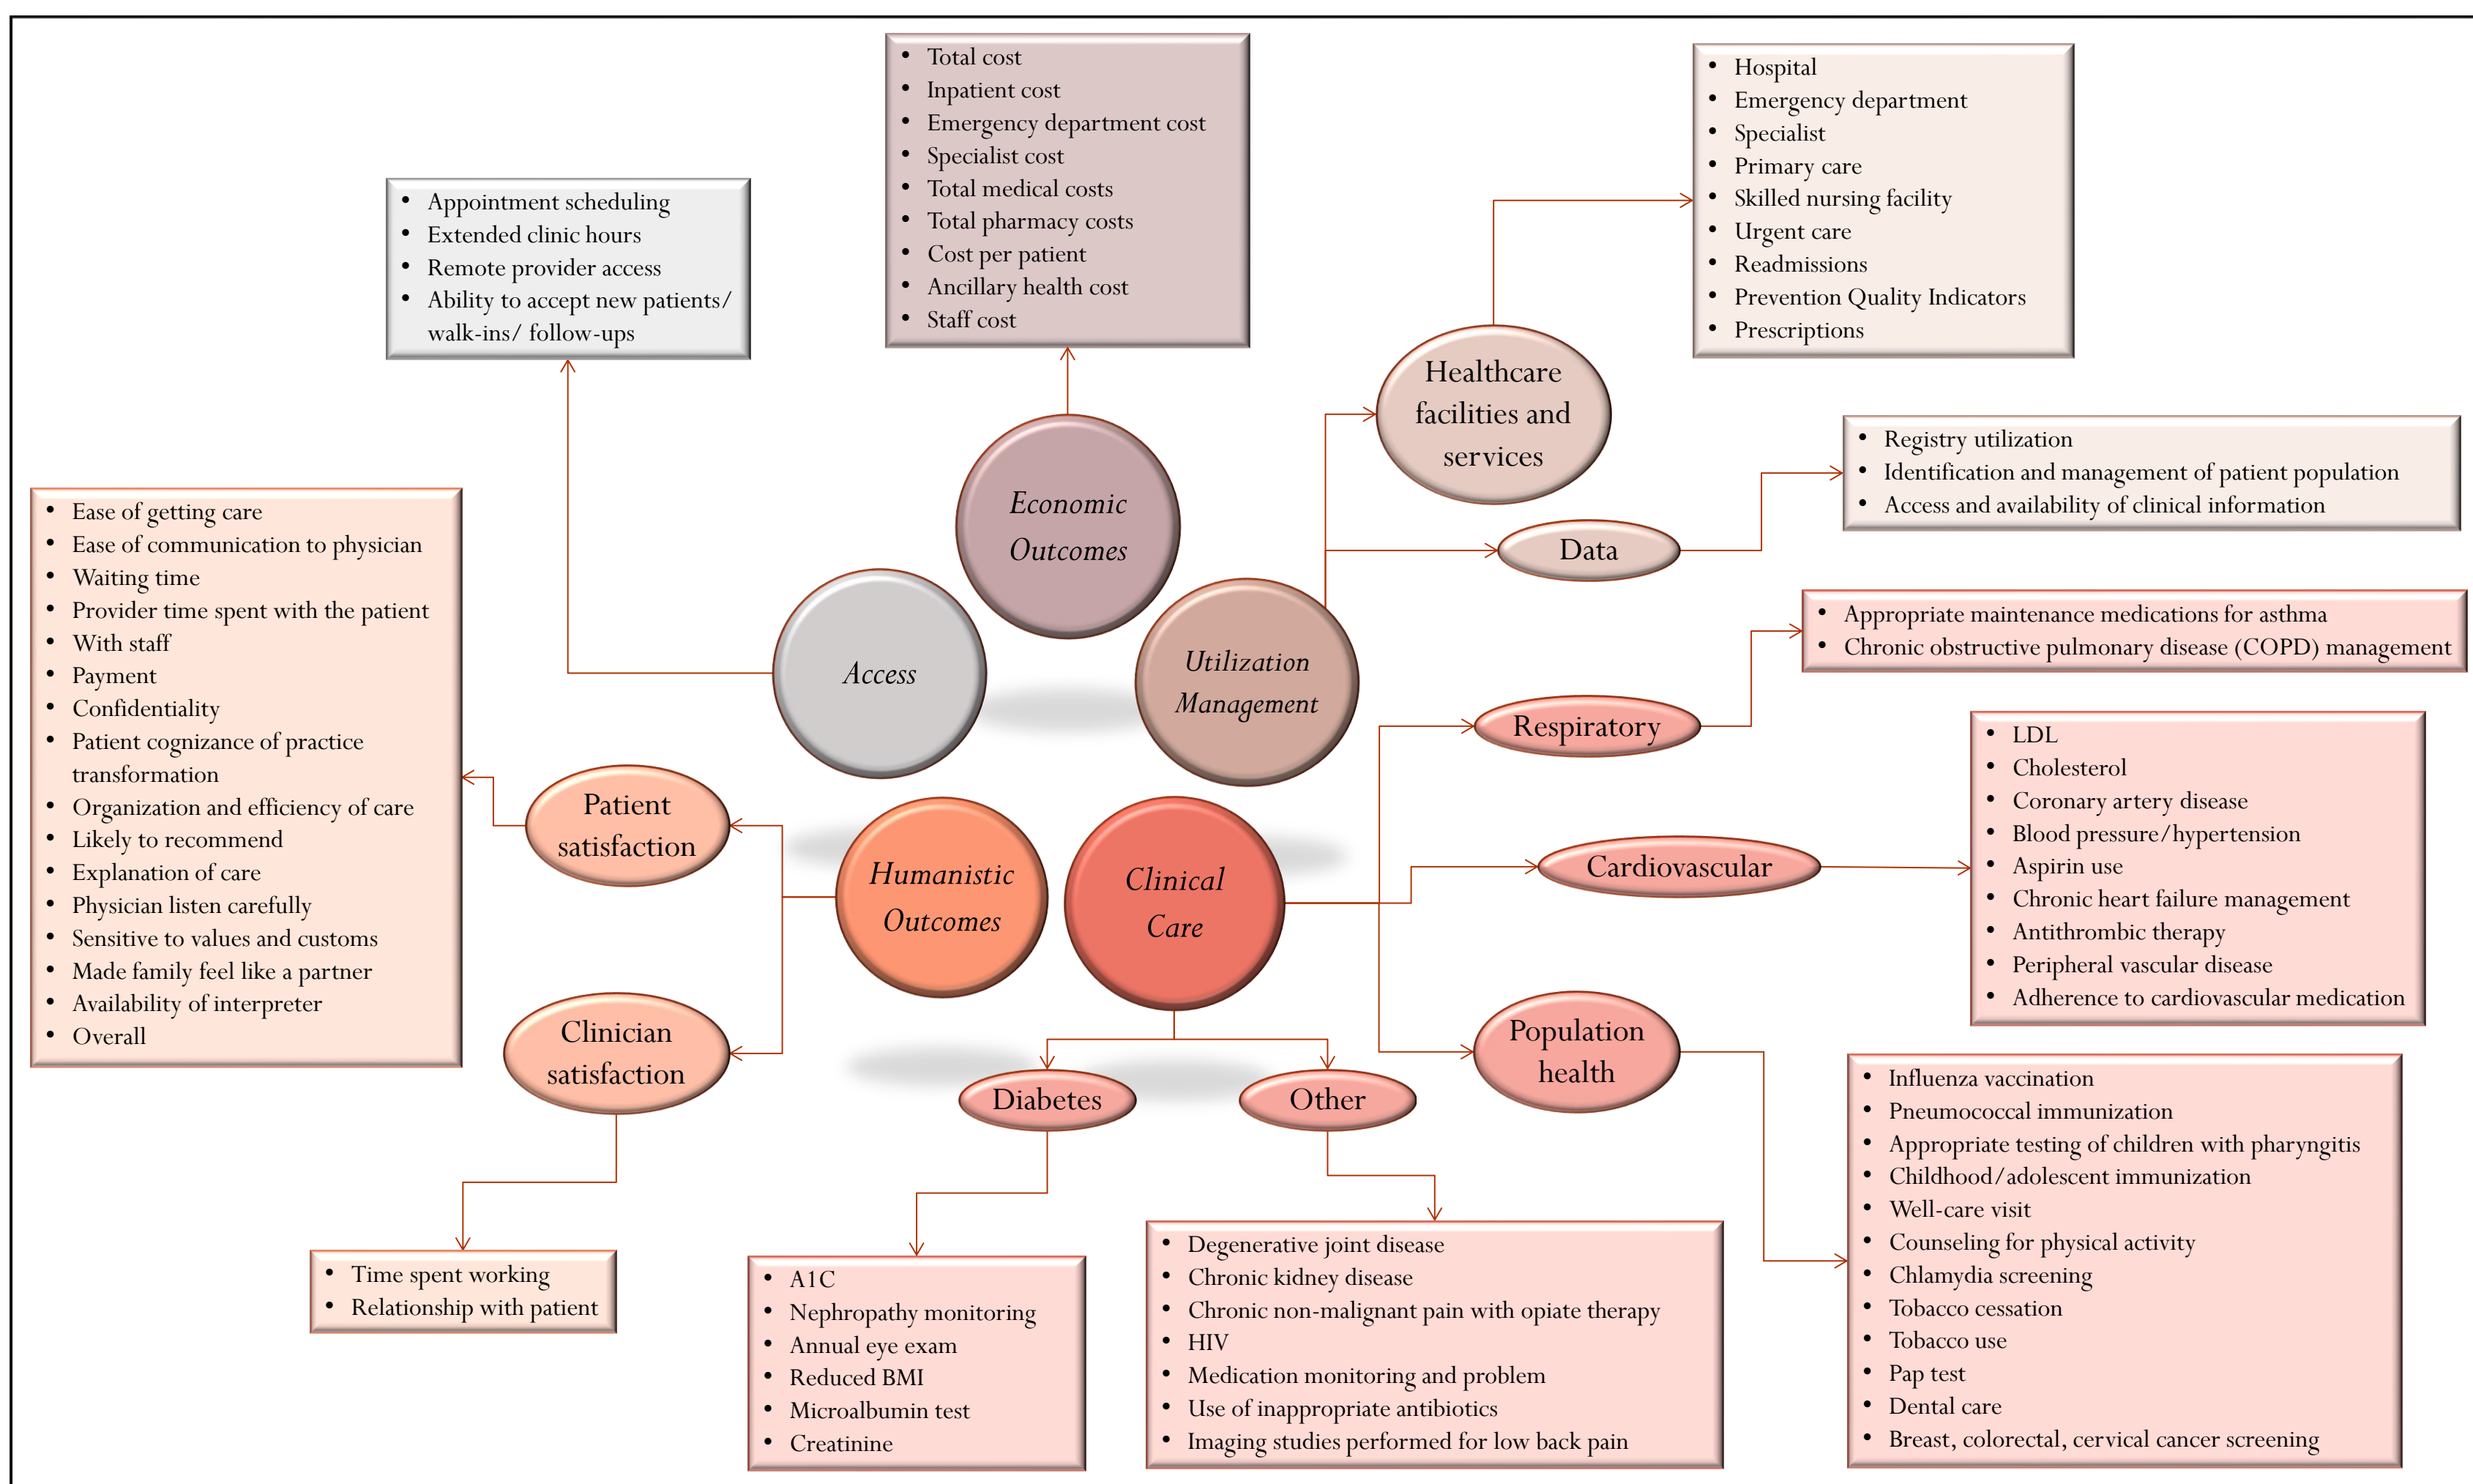 • Total cost
• Inpatient cost
• Emergency department cost
• Specialist cost
• Total medical costs
• Total pharmacy costs
• Cost per patient
• Ancillary health cost
• Staff cost
• Hospital
• Emergency department
• Specialist
• Primary care
• Skilled nursing facility
• Urgent care
• Readmissions
• Prevention Quality Indicators
• Prescriptions
• Appointment scheduling
• Extended clinic hours
• Remote provider access
• Ability to accept new patients/
walk-ins/ follow-ups
Healthcare
facilities and
services
Economic
Outcomes
• Registry utilization
• Identification and management of patient population
• Access and availability of clinical information
Data
• Ease of getting care
• Ease of communication to physician
• Waiting time
• Provider time spent with the patient
• With staff
• Payment
• Confidentiality
• Patient cognizance of practice
transformation
• Organization and efficiency of care
• Likely to recommend
• Explanation of care
• Physician listen carefully
• Sensitive to values and customs
• Made family feel like a partner
• Availability of interpreter
• Overall
Access
Utilization
Management
• Appropriate maintenance medications for asthma
• Chronic obstructive pulmonary disease (COPD) management
Respiratory
• LDL
• Cholesterol
• Coronary artery disease
• Blood pressure/hypertension
• Aspirin use
• Chronic heart failure management
• Antithrombic therapy
• Peripheral vascular disease
• Adherence to cardiovascular medication
Patient
satisfaction
Humanistic
Outcomes
Clinical
Care
Cardiovascular
Clinician
satisfaction
Population
health
Diabetes
Other
• Influenza vaccination
• Pneumococcal immunization
• Appropriate testing of children with pharyngitis
• Childhood/adolescent immunization
• Well-care visit
• Counseling for physical activity
• Chlamydia screening
• Tobacco cessation
• Tobacco use
• Pap test
• Dental care
• Breast, colorectal, cervical cancer screening
• Time spent working
• Relationship with patient
• A1C
• Nephropathy monitoring
• Annual eye exam
• Reduced BMI
• Microalbumin test
• Creatinine
• Degenerative joint disease
• Chronic kidney disease
• Chronic non-malignant pain with opiate therapy
• HIV
• Medication monitoring and problem
• Use of inappropriate antibiotics
• Imaging studies performed for low back pain